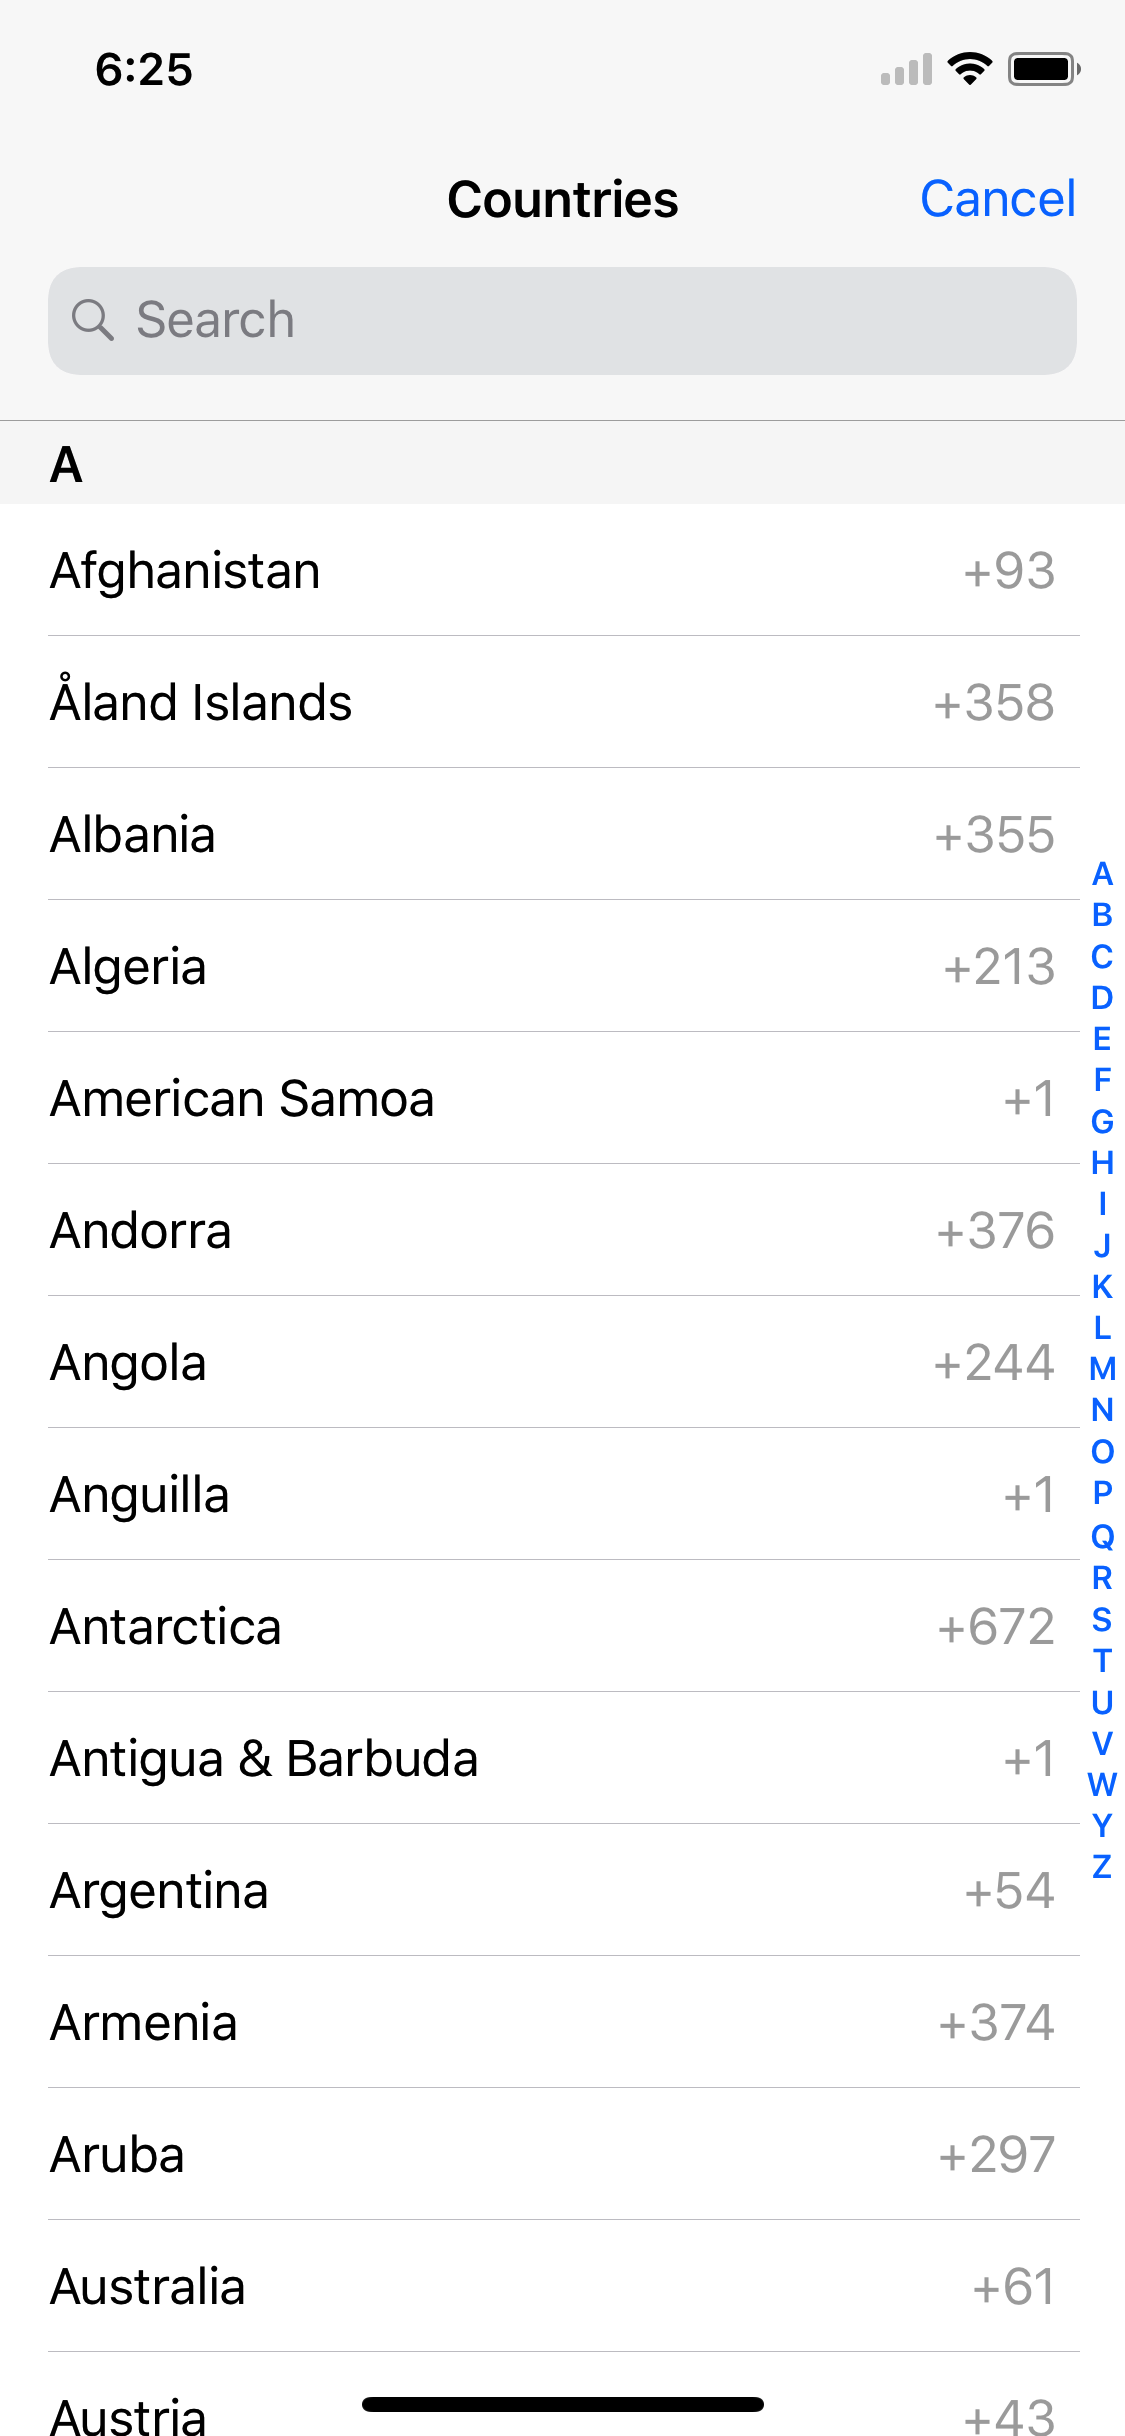 6:25
Countries
Cancel
Search
A
Afghanistan +93
Åland Islands +358
Albania +355
Algeria +213
American Samoa +1
Andorra +376
Angola +244
Anguilla +1
Antarctica +672
Antigua & Barbuda +1
Argentina +54
Armenia +374
Aruba +297
Australia +61
Austria +43
A
B
C
D
E
F
G
H
I
J
K
L
M
N
O
P
Q
R
S
T
U
V
W
Y
Z